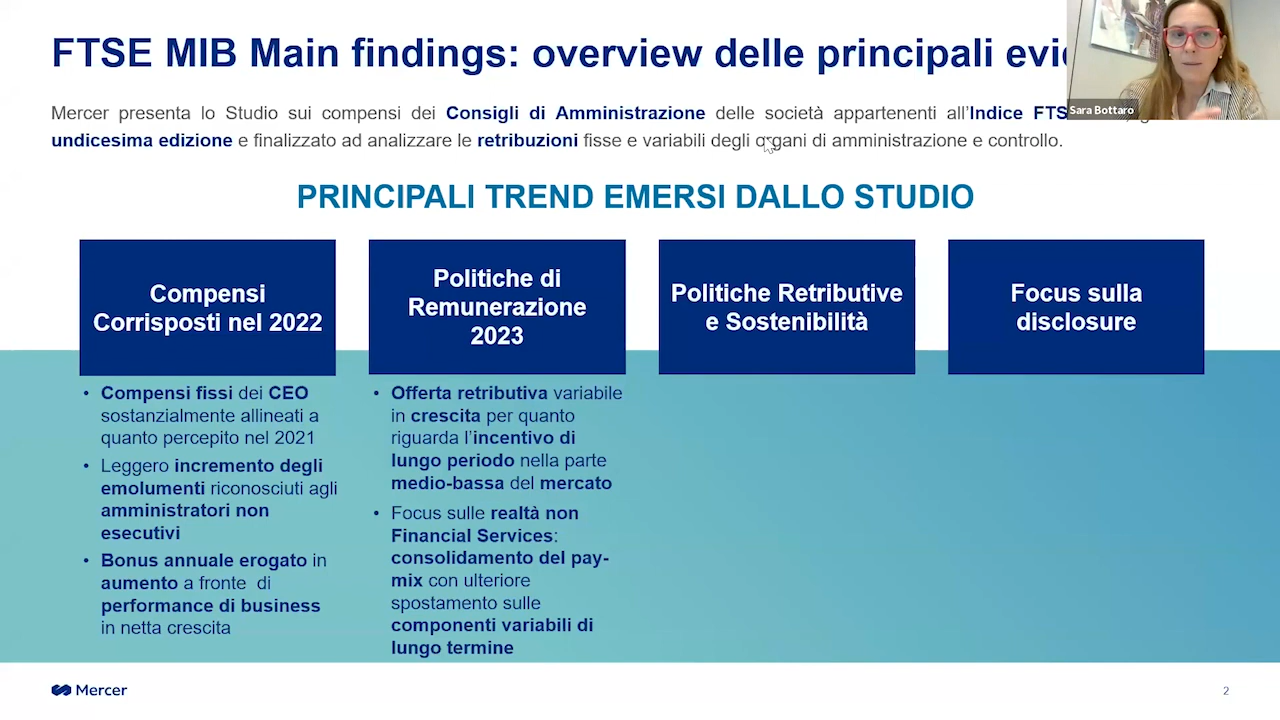 FTSE MIB Main findings: overview delle principali
Sara Bottaro
Mercer presenta lo Studio sui compensi dei Consigli di Amministrazione delle società appartenenti all'Indice
undicesima edizione e finalizzato ad analizzare le retribuzioni fisse e variabili degli organi di amministrazione e controllo.
PRINCIPALI TREND EMERSI DALLO STUDIO
Compensi
Corrisposti nel 2022
• Compensi fissi dei CEO
sostanzialmente allineati a
quanto percepito nel 2021
• Leggero incremento degli
emolumenti riconosciuti agli
amministratori non
esecutivi
• Bonus annuale erogato in
aumento a fronte di
performance di business
in netta crescita
Politiche di
Remunerazione
2023
• Offerta retributiva variabile
in crescita per quanto
riguarda l'incentivo di
lungo periodo nella parte
medio-bassa del mercato
• Focus sulle realtà non
Financial Services:
consolidamento del pay-
mix con ulteriore
spostamento sulle
componenti variabili di
lungo termine
Politiche Retributive
e Sostenibilità
Focus sulla
disclosure
Mercer
2